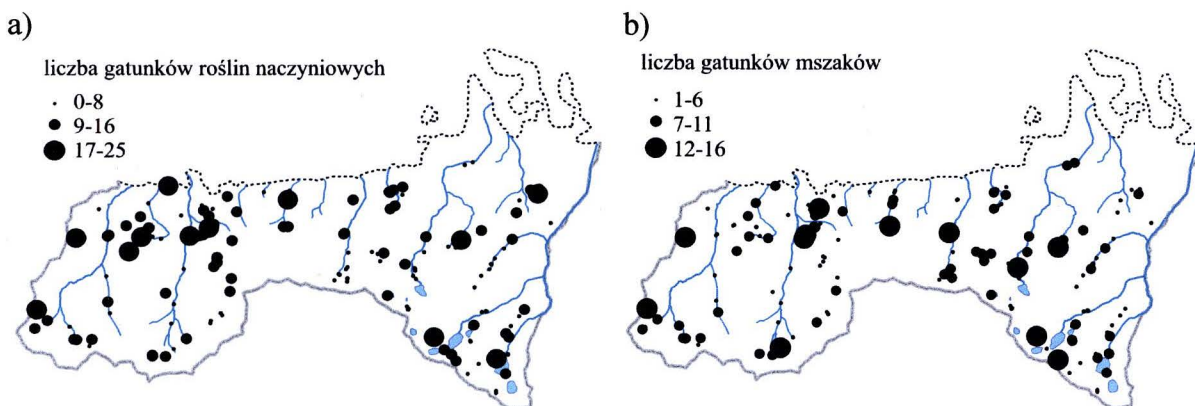 a)
liczba gatunków roślin naczyniowych
0-8
9-16
17-25
b)
liczba gatunków mszaków
1-6
7-11
12-16